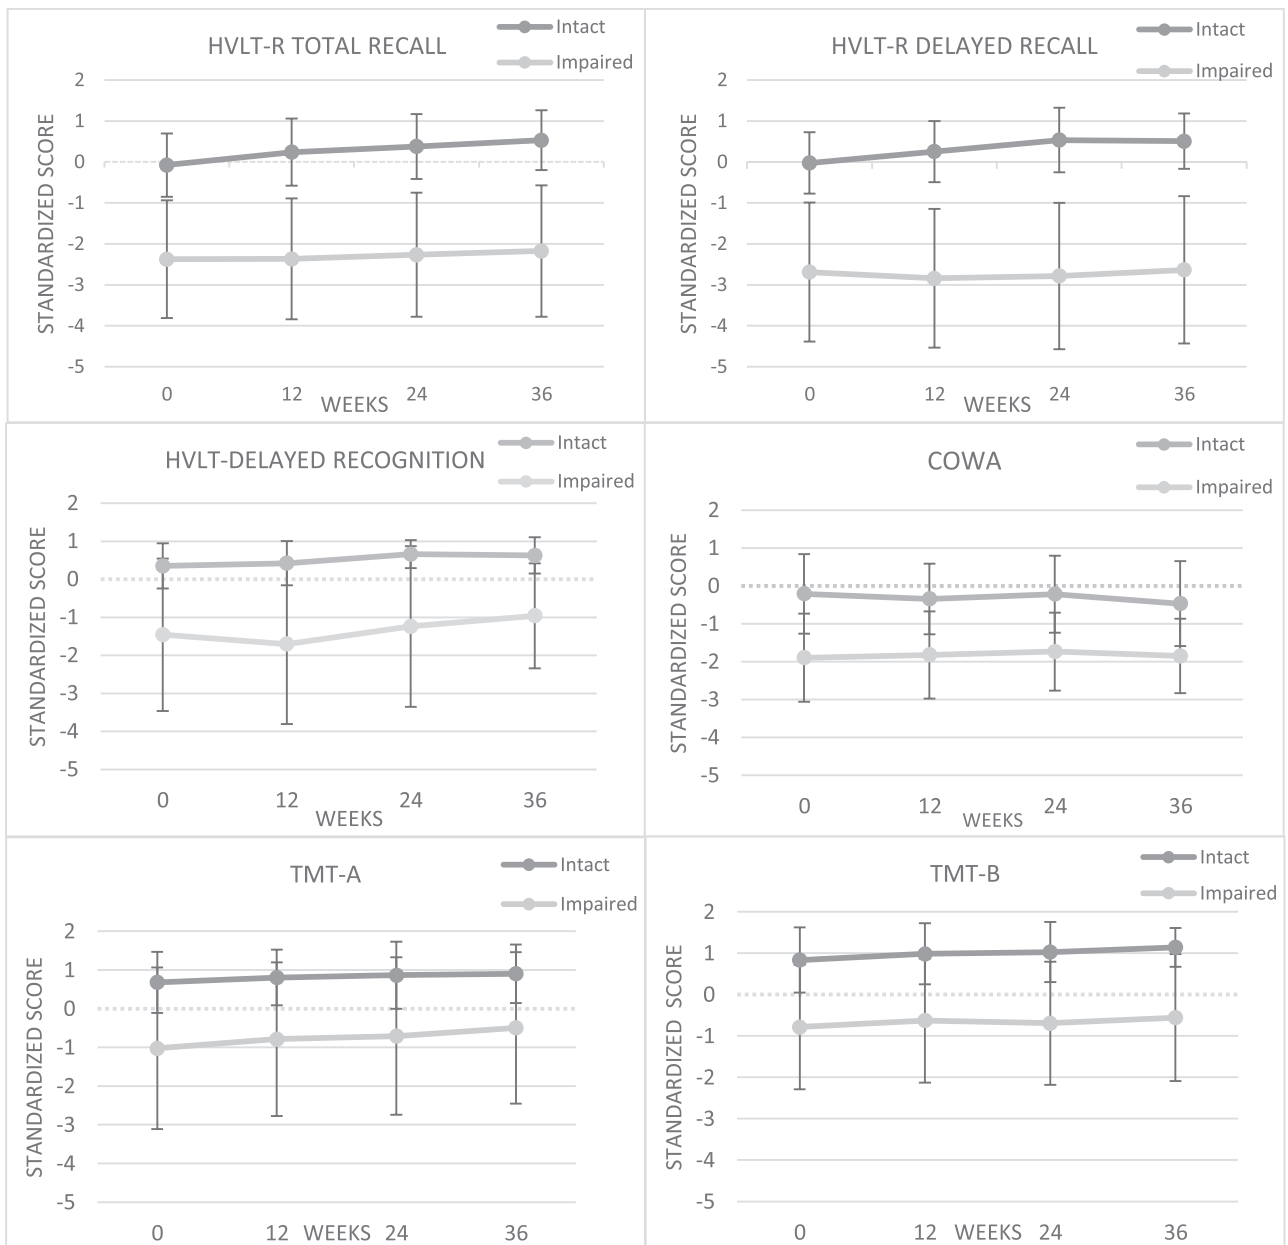 HVLT-R TOTAL RECALL
Intact
Impaired
STANDARDIZED SCORE
2
1
0
-1
-2
-3
-4
-5
0 12 24 36
WEEKS
HVLT-R DELAYED RECALL
Intact
Impaired
STANDARDIZED SCORE
2
1
0
-1
-2
-3
-4
-5
0 12 24 36
WEEKS
HVLT-DELAYED RECOGNITION
Intact
Impaired
STANDARDIZED SCORE
2
1
0
-1
-2
-3
-4
-5
0 12 24 36
WEEKS
COWA
Intact
Impaired
STANDARDIZED SCORE
2
1
0
-1
-2
-3
-4
-5
0 12 24 36
WEEKS
TMT-A
Intact
Impaired
STANDARDIZED SCORE
2
1
0
-1
-2
-3
-4
-5
0 12 WEEKS 24 36
TMT-B
Intact
Impaired
STANDARDIZED SCORE
2
1
0
-1
-2
-3
-4
-5
0 12 WEEKS 24 36